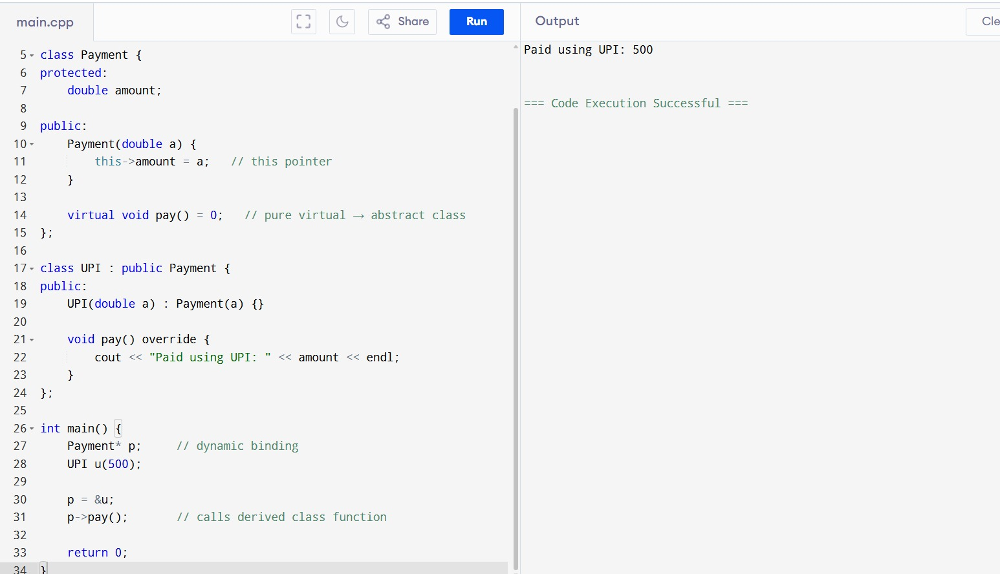 main.cpp
Share
Run
Output
Cle
5 class Payment {
6 protected:
7     double amount;
8
9 public:
10     Payment(double a) {
11         this->amount = a;   // this pointer
12     }
13
14     virtual void pay() = 0;   // pure virtual → abstract class
15 };
16
17 class UPI : public Payment {
18 public:
19     UPI(double a) : Payment(a) {}
20
21     void pay() override {
22         cout << "Paid using UPI: " << amount << endl;
23     }
24 };
25
26 int main() {
27     Payment* p;     // dynamic binding
28     UPI u(500);
29
30     p = &u;
31     p->pay();       // calls derived class function
32
33     return 0;
34 }
Paid using UPI: 500
=== Code Execution Successful ===